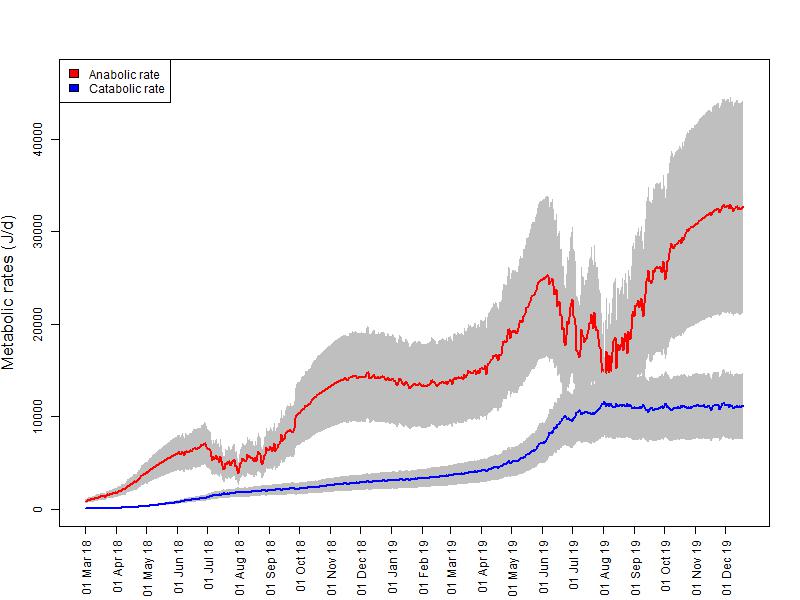 Anabolic rate
Catabolic rate
Metabolic rates (J/d)
40000
30000
20000
10000
0
01 Mar 18
01 Apr 18
01 May 18
01 Jun 18
01 Jul 18
01 Aug 18
01 Sep 18
01 Oct 18
01 Nov 18
01 Dec 18
01 Jan 19
01 Feb 19
01 Mar 19
01 Apr 19
01 May 19
01 Jun 19
01 Jul 19
01 Aug 19
01 Sep 19
01 Oct 19
01 Nov 19
01 Dec 19